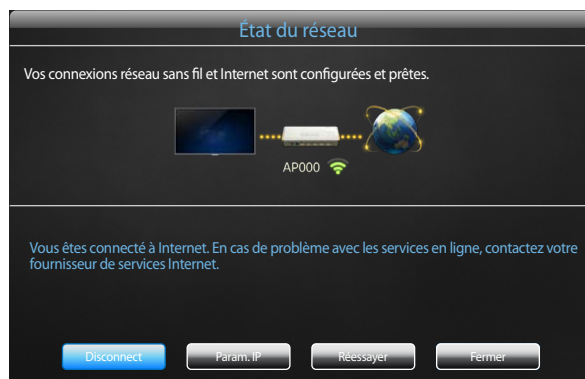 État du réseau
Vos connexions réseau sans fil et Internet sont configurées et prêtes.
AP000
Vous êtes connecté à Internet. En cas de problème avec les services en ligne, contactez votre
fournisseur de services Internet.
Disconnect
Param. IP
Réessayer
Fermer